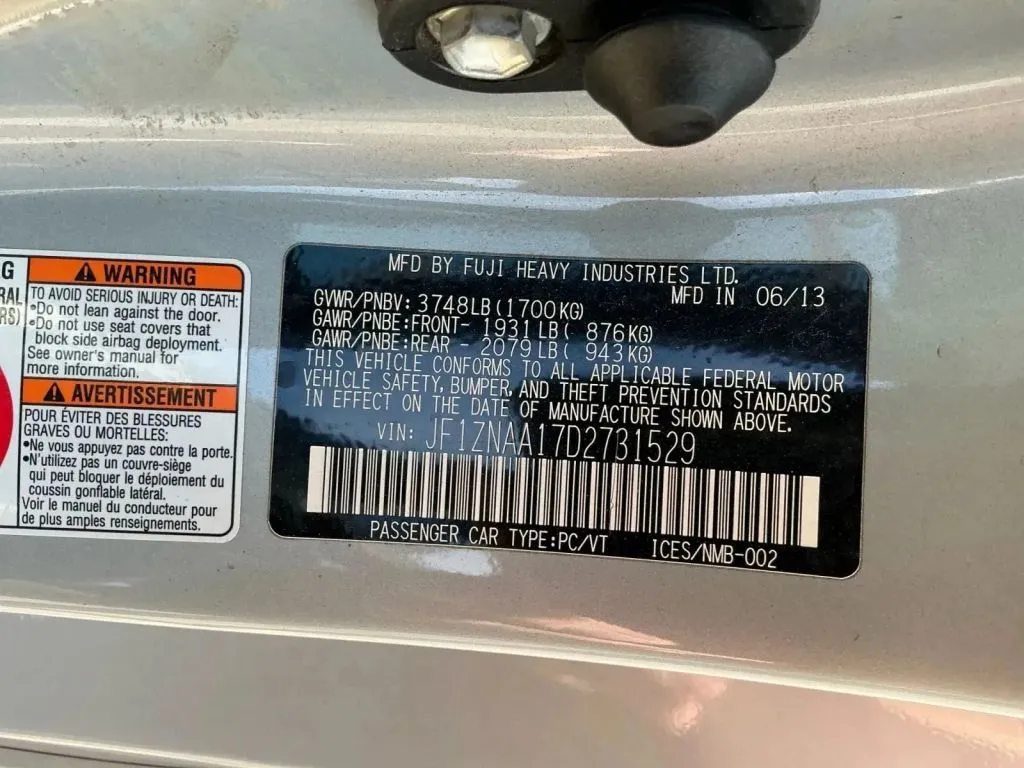 G
RAL
RS)
WARNING
TO AVOID SERIOUS INJURY OR DEATH:
•Do not lean against the door.
•Do not use seat covers that
block side airbag deployment.
See owner's manual for
more information.
AVERTISSEMENT
POUR ÉVITER DES BLESSURES
GRAVES OU MORTELLES:
•Ne vous appuyez pas contre la porte.
•N'utilizez pas un couvre-siège
qui peut bloquer le déploiement du
coussin gonflable latéral.
Voir le manuel du conducteur pour
de plus amples renseignements.
MFD BY FUJI HEAVY INDUSTRIES LTD.
MFD IN 06/13
GVWR/PNBV: 3748LB(1700KG)
GAWR/PNBE:FRONT- 1931LB( 876KG)
GAWR/PNBE:REAR 2079LB( 943KG)
THIS VEHICLE CONFORMS TO ALL APPLICABLE FEDERAL MOTOR
VEHICLE SAFETY, BUMPER, AND THEFT PREVENTION STANDARDS
IN EFFECT ON THE DATE OF MANUFACTURE SHOWN ABOVE.
VIN: JF1ZNAA17D2731529
PASSENGER CAR TYPE:PC/VT ICES/NMB-002